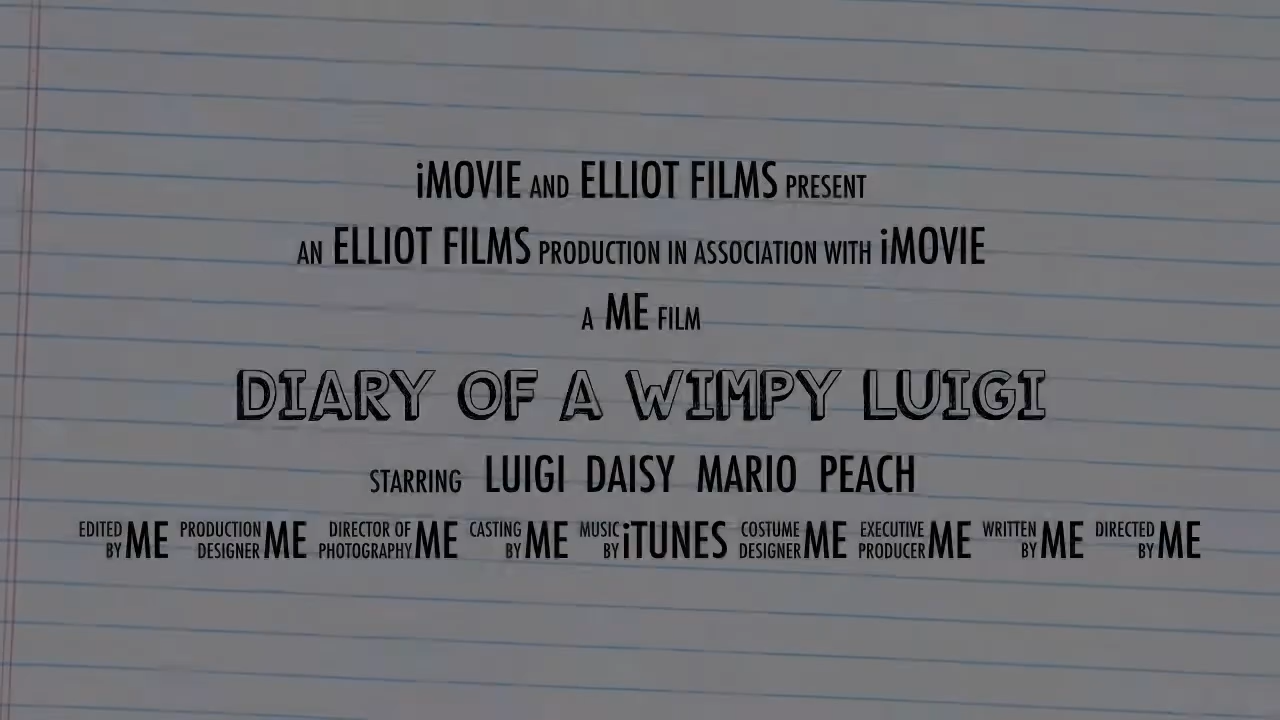 iMOVIE AND ELLIOT FILMS PRESENT
AN ELLIOT FILMS PRODUCTION IN ASSOCIATION WITH iMOVIE
A ME FILM
DIARY OF A WIMPY LUIGI
STARRING LUIGI DAISY MARIO PEACH
EDITED BY ME PRODUCTION DESIGNER ME DIRECTOR OF PHOTOGRAPHY ME CASTING BY ME MUSIC BY iTUNES COSTUME DESIGNER ME EXECUTIVE PRODUCER ME WRITTEN BY ME DIRECTED BY ME